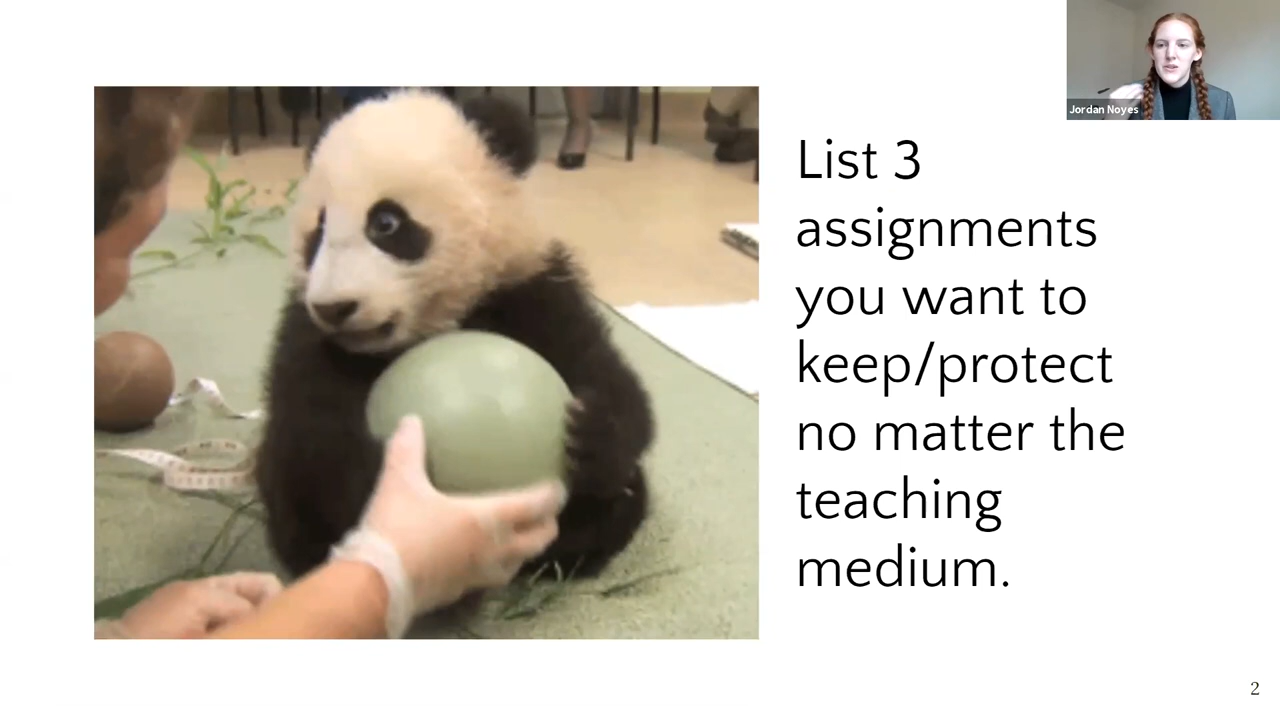 Jordan Noyes
List 3
assignments
you want to
keep/protect
no matter the
teaching
medium.
2